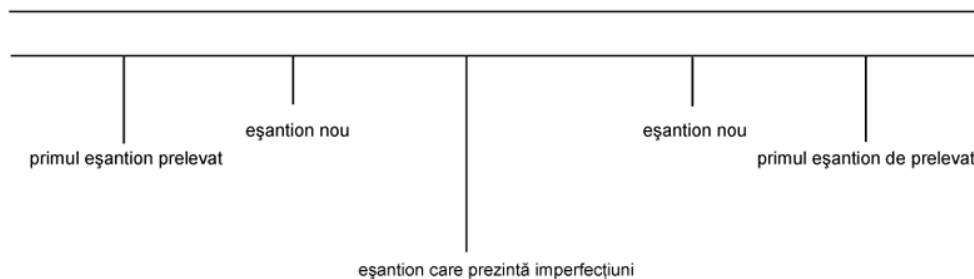 eşantion nou
eşantion nou
primul eşantion prelevat
primul eşantion de prelevat
eşantion care prezintă imperfecţiuni